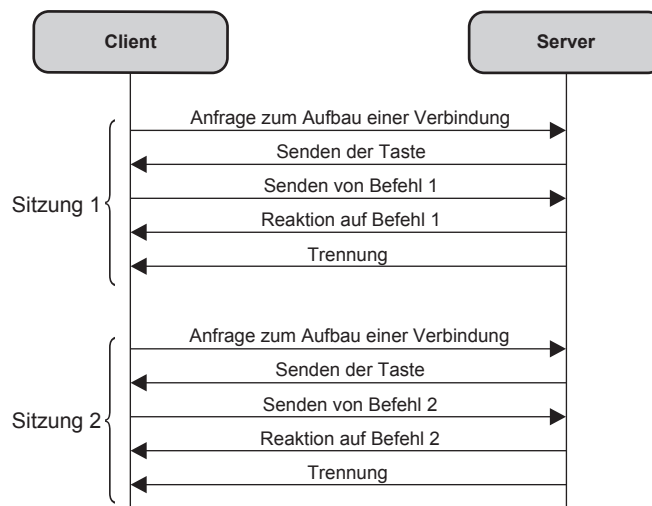 Client
Server
Anfrage zum Aufbau einer Verbindung
Senden der Taste
Senden von Befehl 1
Sitzung 1
Reaktion auf Befehl 1
Trennung
Anfrage zum Aufbau einer Verbindung
Senden der Taste
Senden von Befehl 2
Sitzung 2
Reaktion auf Befehl 2
Trennung